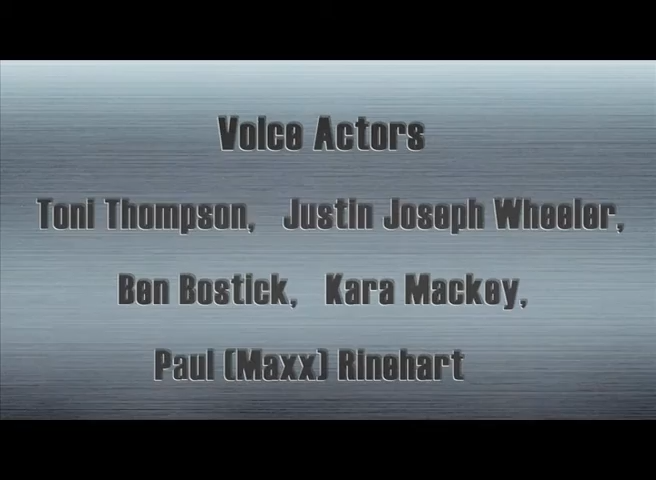 Voice Actors
Toni Thompson, Justin Joseph Wheeler,
Ben Bostick, Kara Mackey,
Paul (Maxx) Rinehart